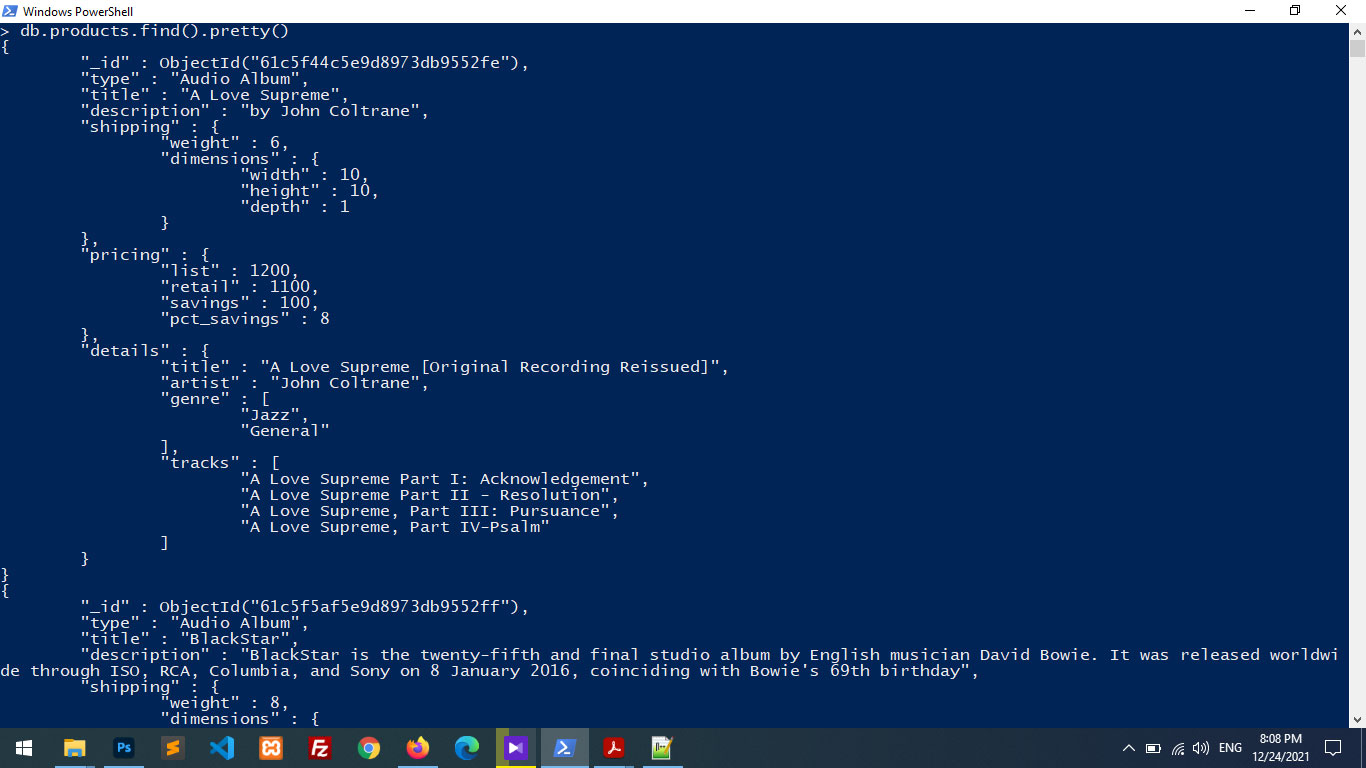 Windows PowerShell
> db.products.find().pretty()
{
        "_id" : ObjectId("61c5f44c5e9d8973db9552fe"),
        "type" : "Audio Album",
        "title" : "A Love Supreme",
        "description" : "by John Coltrane",
        "shipping" : {
                "weight" : 6,
                "dimensions" : {
                        "width" : 10,
                        "height" : 10,
                        "depth" : 1
                }
        },
        "pricing" : {
                "list" : 1200,
                "retail" : 1100,
                "savings" : 100,
                "pct_savings" : 8
        },
        "details" : {
                "title" : "A Love Supreme [Original Recording Reissued]",
                "artist" : "John Coltrane",
                "genre" : [
                        "Jazz",
                        "General"
                ],
                "tracks" : [
                        "A Love Supreme Part I: Acknowledgement",
                        "A Love Supreme Part II - Resolution",
                        "A Love Supreme, Part III: Pursuance",
                        "A Love Supreme, Part IV-Psalm"
                ]
        }
}
{
        "_id" : ObjectId("61c5f5af5e9d8973db9552ff"),
        "type" : "Audio Album",
        "title" : "BlackStar",
        "description" : "BlackStar is the twenty-fifth and final studio album by English musician David Bowie. It was released worldwi
de through ISO, RCA, Columbia, and Sony on 8 January 2016, coinciding with Bowie's 69th birthday",
        "shipping" : {
                "weight" : 8,
                "dimensions" : {
Ps
Fz
ENG
8:08 PM
12/24/2021